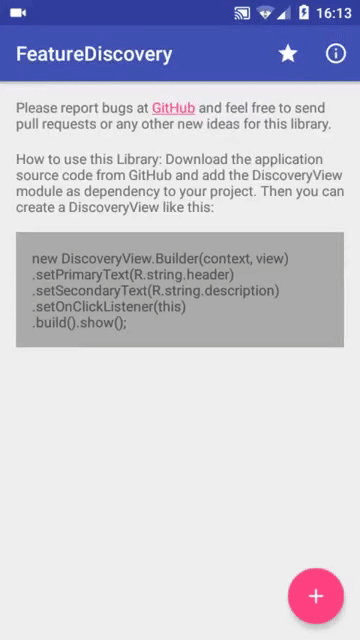 16:13
FeatureDiscovery
Please report bugs at GitHub and feel free to send
pull requests or any other new ideas for this library.
How to use this Library: Download the application
source code from GitHub and add the DiscoveryView
module as dependency to your project. Then you can
create a DiscoveryView like this:
new DiscoveryView.Builder(context, view)
.setPrimaryText(R.string.header)
.setSecondaryText(R.string.description)
.setOnClickListener(this)
.build().show();